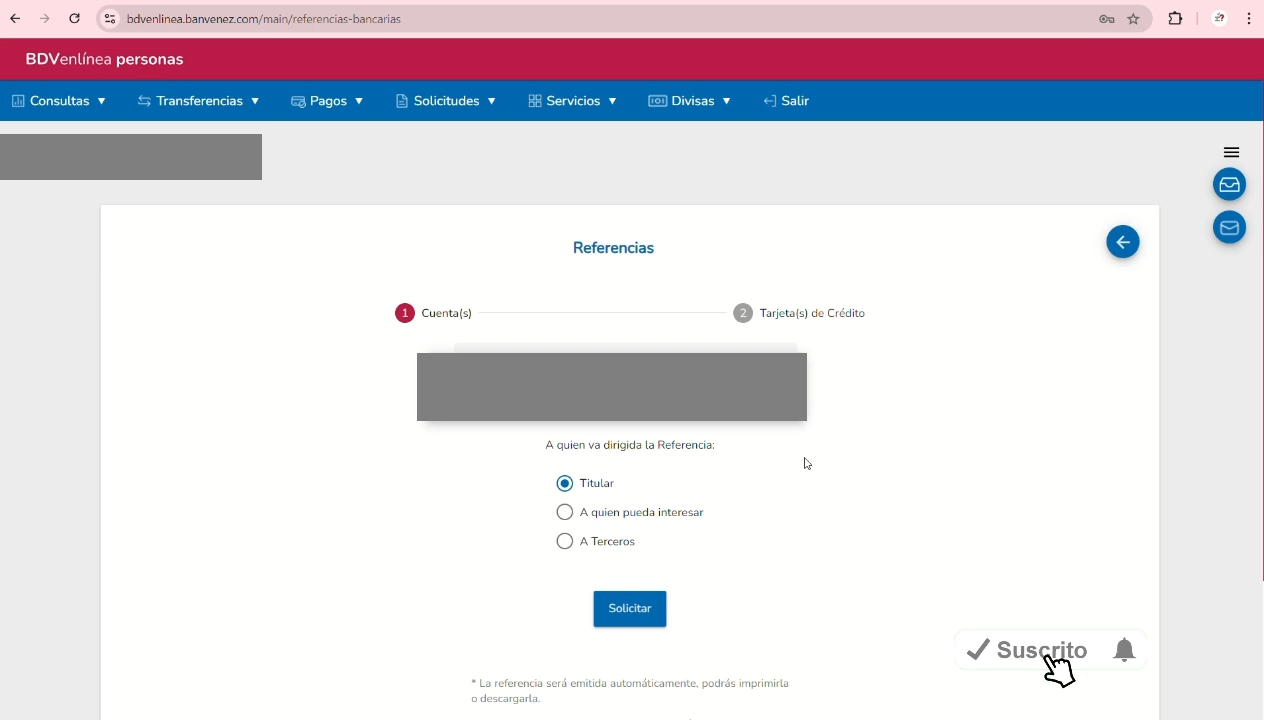 bdvenlinea.banvenez.com/main/referencias-bancarias
BDVenlínea personas
Consultas ▼ Transferencias ▼ Pagos ▼ Solicitudes ▼ Servicios ▼ Divisas ▼ Salir
Referencias
1 Cuenta(s) 2 Tarjeta(s) de Crédito
A quien va dirigida la Referencia:
Titular
A quien pueda interesar
A Terceros
Solicitar
Suscrito
* La referencia será emitida automáticamente, podrás imprimirla
o descargarla.